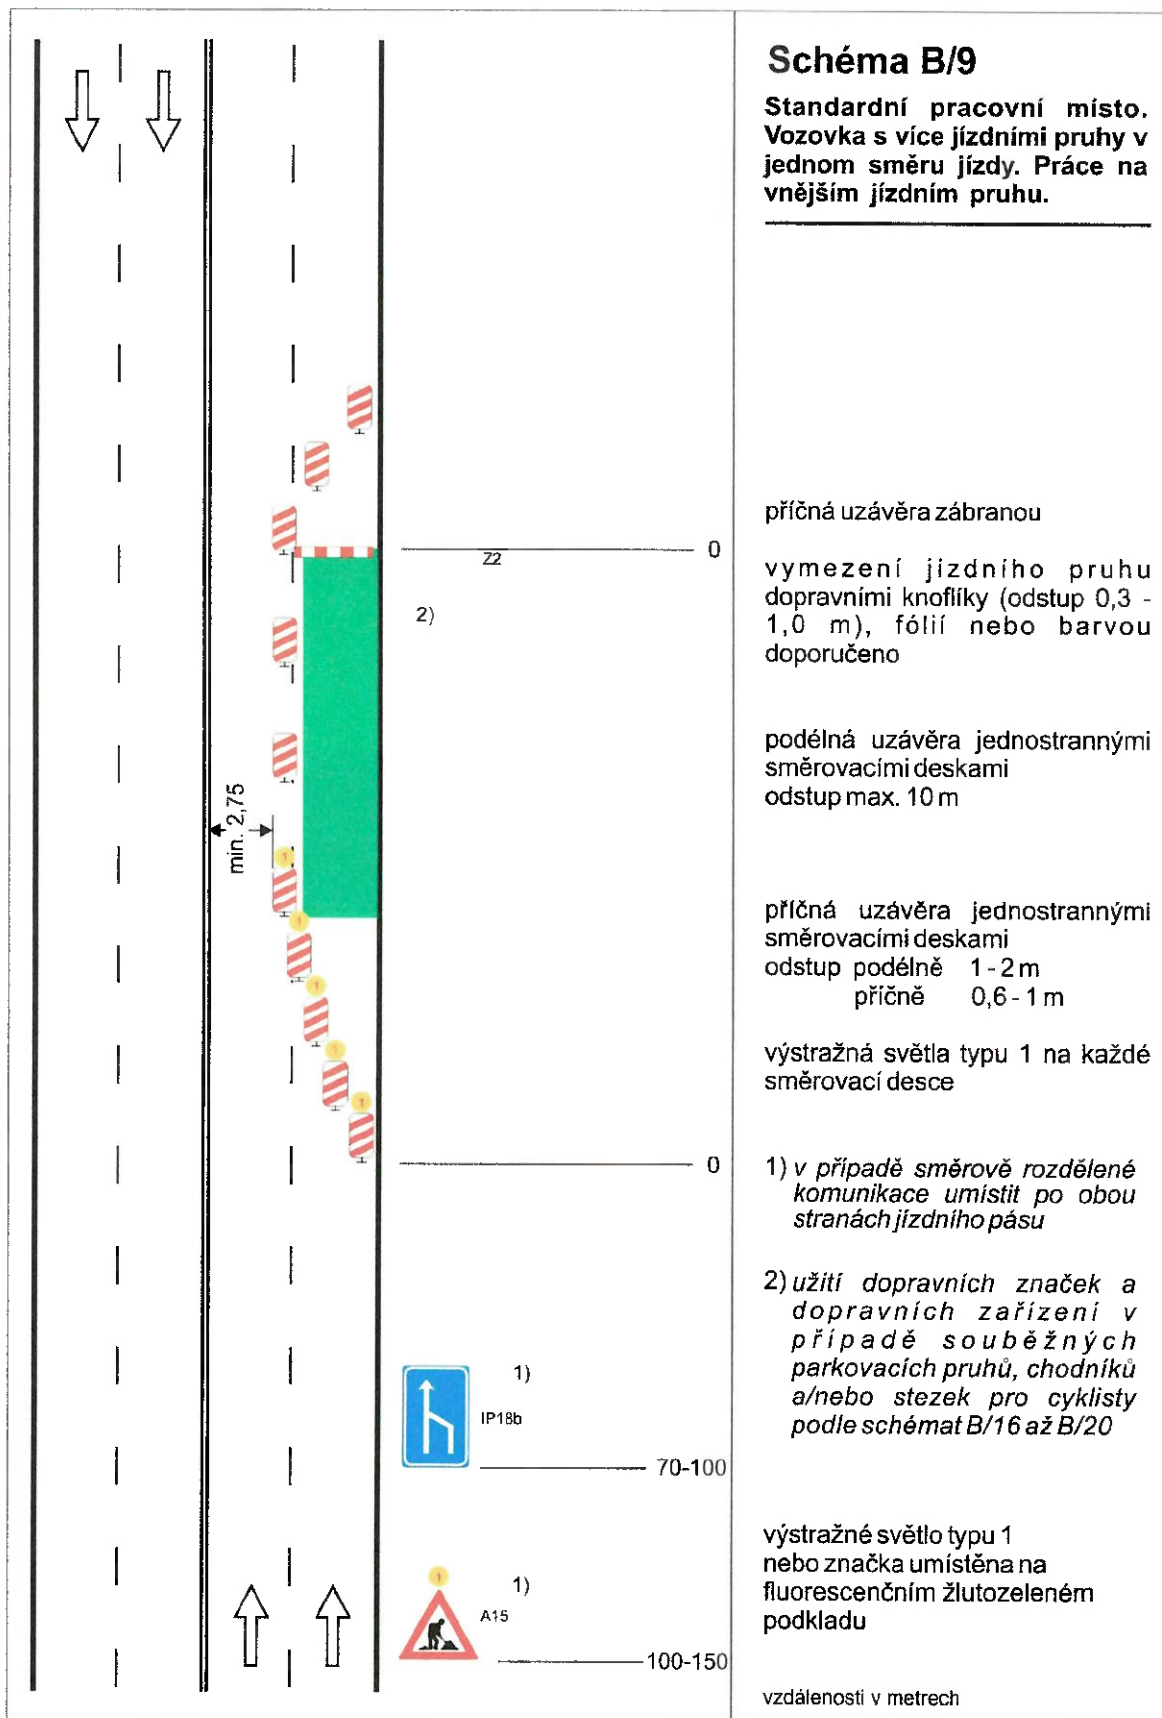 Schéma B/9
Standardní pracovní místo.
Vozovka s více jízdními pruhy v
jednom směru jízdy. Práce na
vnějším jízdním pruhu.
příčná uzávěra zábranou
Z2
0
vymezení jízdního pruhu
dopravními knoflíky (odstup 0,3 -
1,0 m), fólií nebo barvou
doporučeno
2)
podélná uzávěra jednostrannými
směrovacími deskami
odstup max. 10 m
min. 2,75
1
příčná uzávěra jednostrannými
směrovacími deskami
odstup podélně 1 - 2 m
příčně 0,6 - 1 m
1
1
1
1
výstražná světla typu 1 na každé
směrovací desce
0
1) v případě směrově rozdělené
komunikace umístit po obou
stranách jízdního pásu
2) užití dopravních značek a
dopravních zařízení v
případě souběžných
parkovacích pruhů, chodníků
a/nebo stezek pro cyklisty
podle schémat B/16 až B/20
1)
IP18b
70-100
výstražné světlo typu 1
nebo značka umístěna na
fluorescenčním žlutozeleném
podkladu
1
1)
A15
100-150
vzdálenosti v metrech